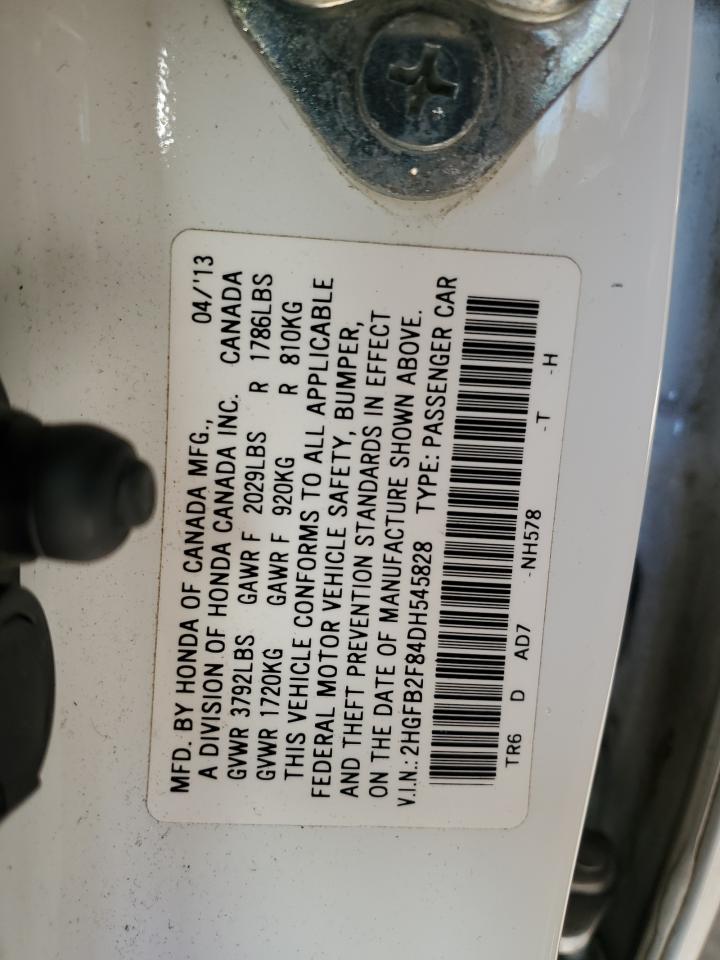 MFD. BY HONDA OF CANADA MFG., 04/'13
A DIVISION OF HONDA CANADA INC. CANADA
GVWR 3792LBS GAWR F 2029LBS R 1786LBS
GVWR 1720KG GAWR F 920KG R 810KG
THIS VEHICLE CONFORMS TO ALL APPLICABLE
FEDERAL MOTOR VEHICLE SAFETY, BUMPER,
AND THEFT PREVENTION STANDARDS IN EFFECT
ON THE DATE OF MANUFACTURE SHOWN ABOVE.
V.I.N.: 2HGFB2F84DH545828 TYPE: PASSENGER CAR
TR6 D AD7 -NH578 -T -H